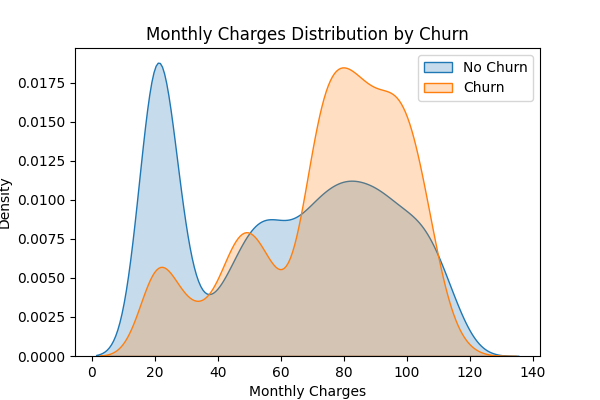 Monthly Charges Distribution by Churn
No Churn
Churn
0.0175
0.0150
0.0125
0.0100
0.0075
0.0050
0.0025
0.0000
Density
0 20 40 60 80 100 120 140
Monthly Charges